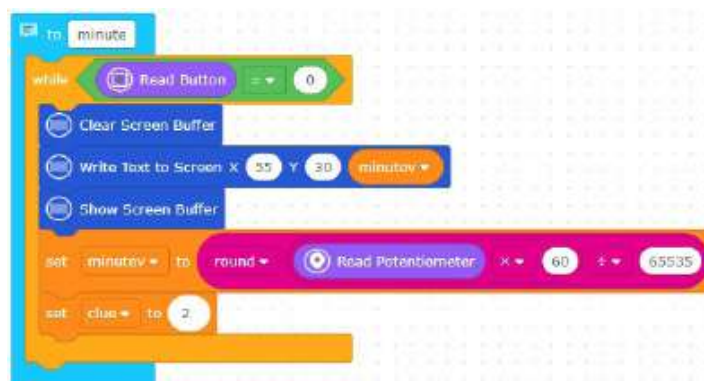 to minute
while Read Button = 0
Clear Screen Buffer
Write Text to Screen X 55 Y 30 minutev
Show Screen Buffer
set minutev to round Read Potentiometer × 60 ÷ 65535
set clue to 2